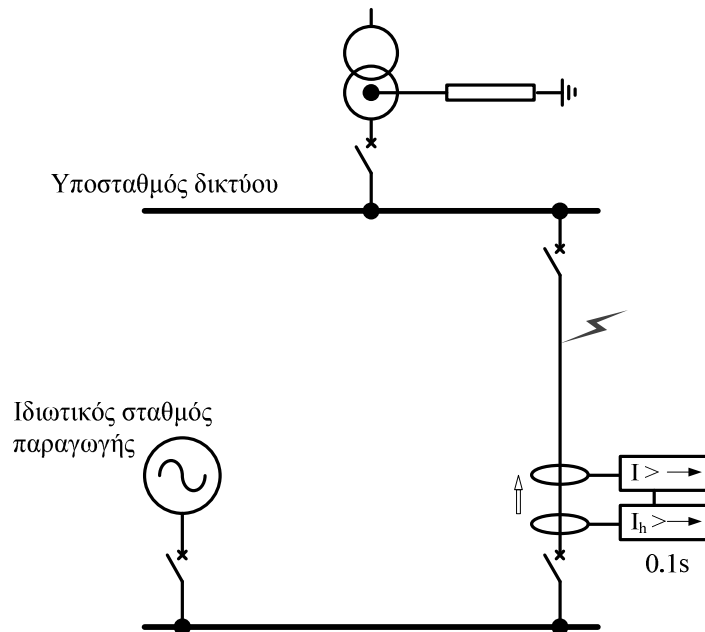 Υποσταθμός δικτύου
Ιδιωτικός σταθμός
παραγωγής
I >
Ih >
0.1s